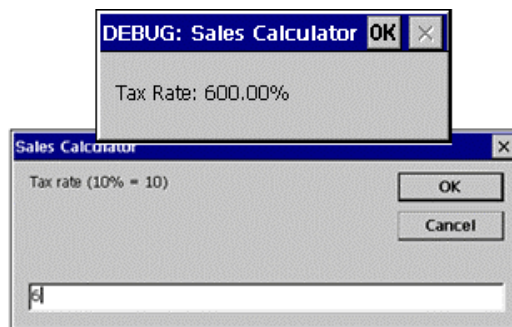 DEBUG: Sales Calculator OK
Tax Rate: 600.00%
Sales Calculator
Tax rate (10% = 10)
OK
Cancel
6